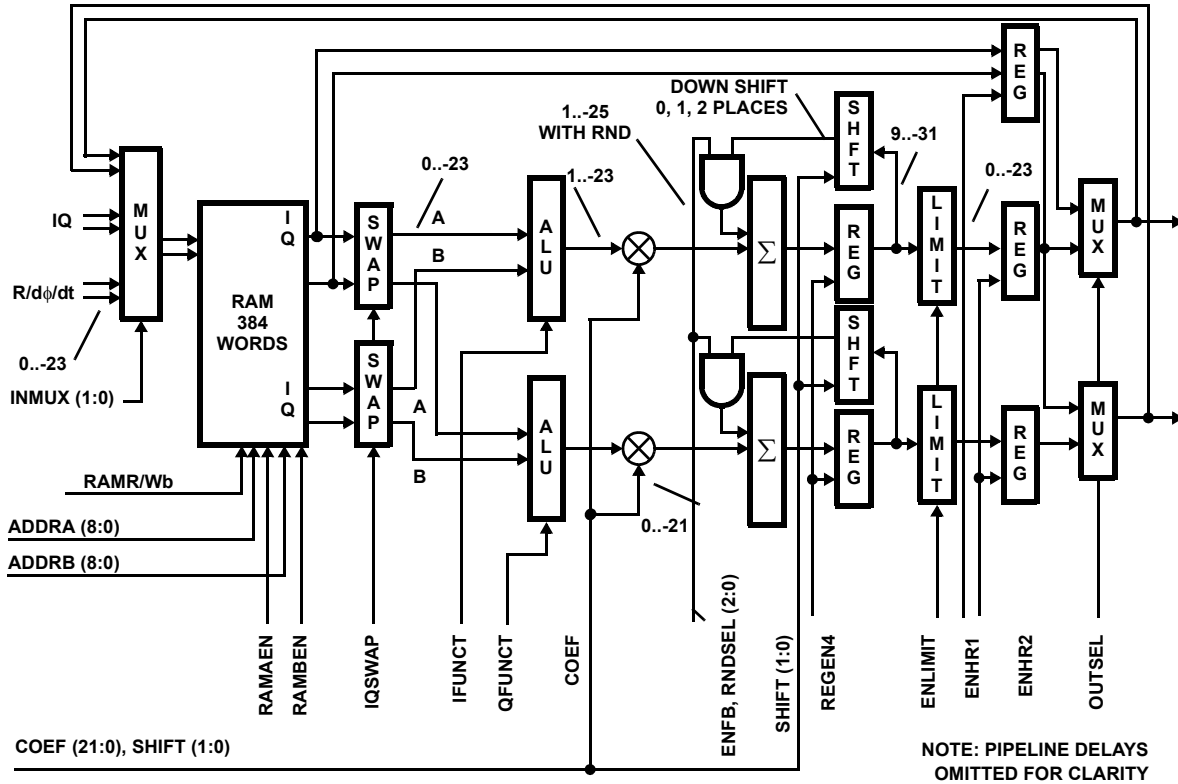 R
E
G
DOWN SHIFT
0, 1, 2 PLACES
S
H
F
T
1..-25
WITH RND
9..-31
0..-23
0..-23
1..-23
M
U
X
IQ
R/dϕ/dt
0..-23
INMUX (1:0)
I
Q
RAM
384
WORDS
I
Q
S
W
A
P
A
B
A
L
U
Σ
R
E
G
L
I
M
I
T
R
E
G
M
U
X
S
W
A
P
A
B
A
L
U
Σ
S
H
F
T
R
E
G
L
I
M
I
T
R
E
G
M
U
X
0..-21
RAMR/Wb
ADDRA (8:0)
ADDRB (8:0)
RAMAEN
RAMBEN
IQSWAP
IFUNCT
QFUNCT
COEF
ENFB, RNDSEL (2:0)
SHIFT (1:0)
REGEN4
ENLIMIT
ENHR1
ENHR2
OUTSEL
COEF (21:0), SHIFT (1:0)
NOTE: PIPELINE DELAYS
OMITTED FOR CLARITY